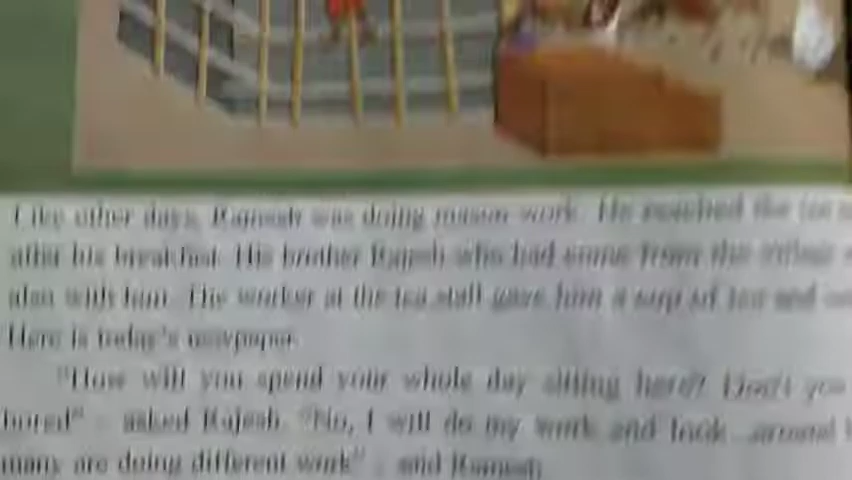 Like other days, Ramesh was doing mason work. He reached the tea
after his breakfast. His brother Rajesh who had come from the village
also with him. The worker at the tea stall gave him a cup of tea and
Here is today's newspaper.
"How will you spend your whole day sitting here? Don't you
bored" - asked Rajesh. "No, I will do my work and look around
many are doing different work" - said Ramesh